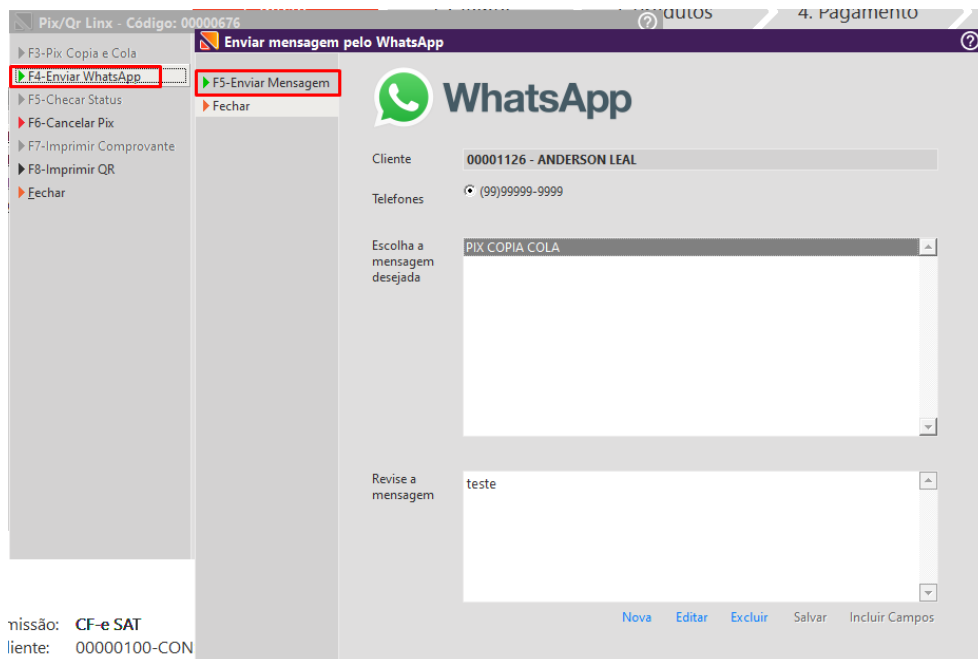 4. Pagamento
Pix/Qr Linx - Código: 00000676
F3-Pix Copia e Cola
F4-Enviar WhatsApp
F5-Checar Status
F6-Cancelar Pix
F7-Imprimir Comprovante
F8-Imprimir QR
Fechar
Enviar mensagem pelo WhatsApp
F5-Enviar Mensagem
Fechar
WhatsApp
Cliente
00001126 - ANDERSON LEAL
Telefones
(99)99999-9999
Escolha a
mensagem
desejada
PIX COPIA COLA
Revise a
mensagem
teste
Nova Editar Excluir Salvar Incluir Campos
missão: CF-e SAT
liente: 00000100-CON